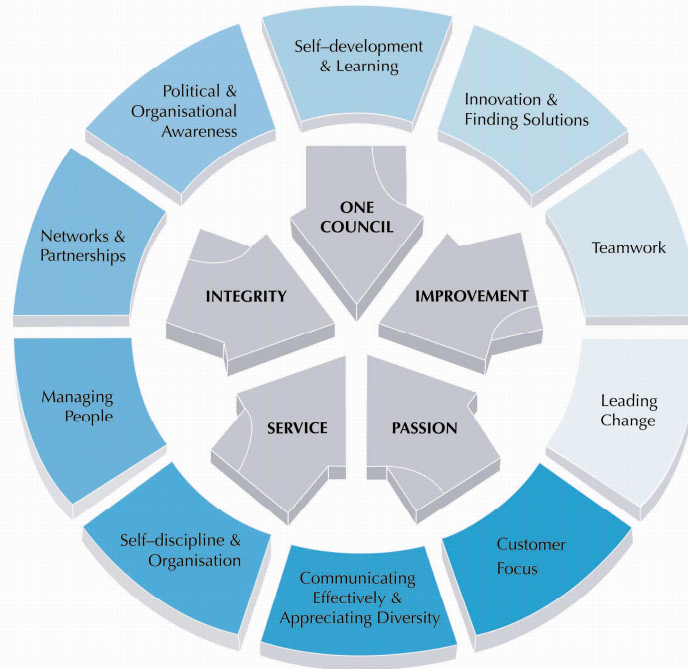 Self–development
& Learning
Innovation &
Finding Solutions
Teamwork
Leading
Change
Customer
Focus
Communicating
Effectively &
Appreciating Diversity
Self–discipline &
Organisation
Managing
People
Networks &
Partnerships
Political &
Organisational
Awareness
ONE
COUNCIL
IMPROVEMENT
PASSION
SERVICE
INTEGRITY